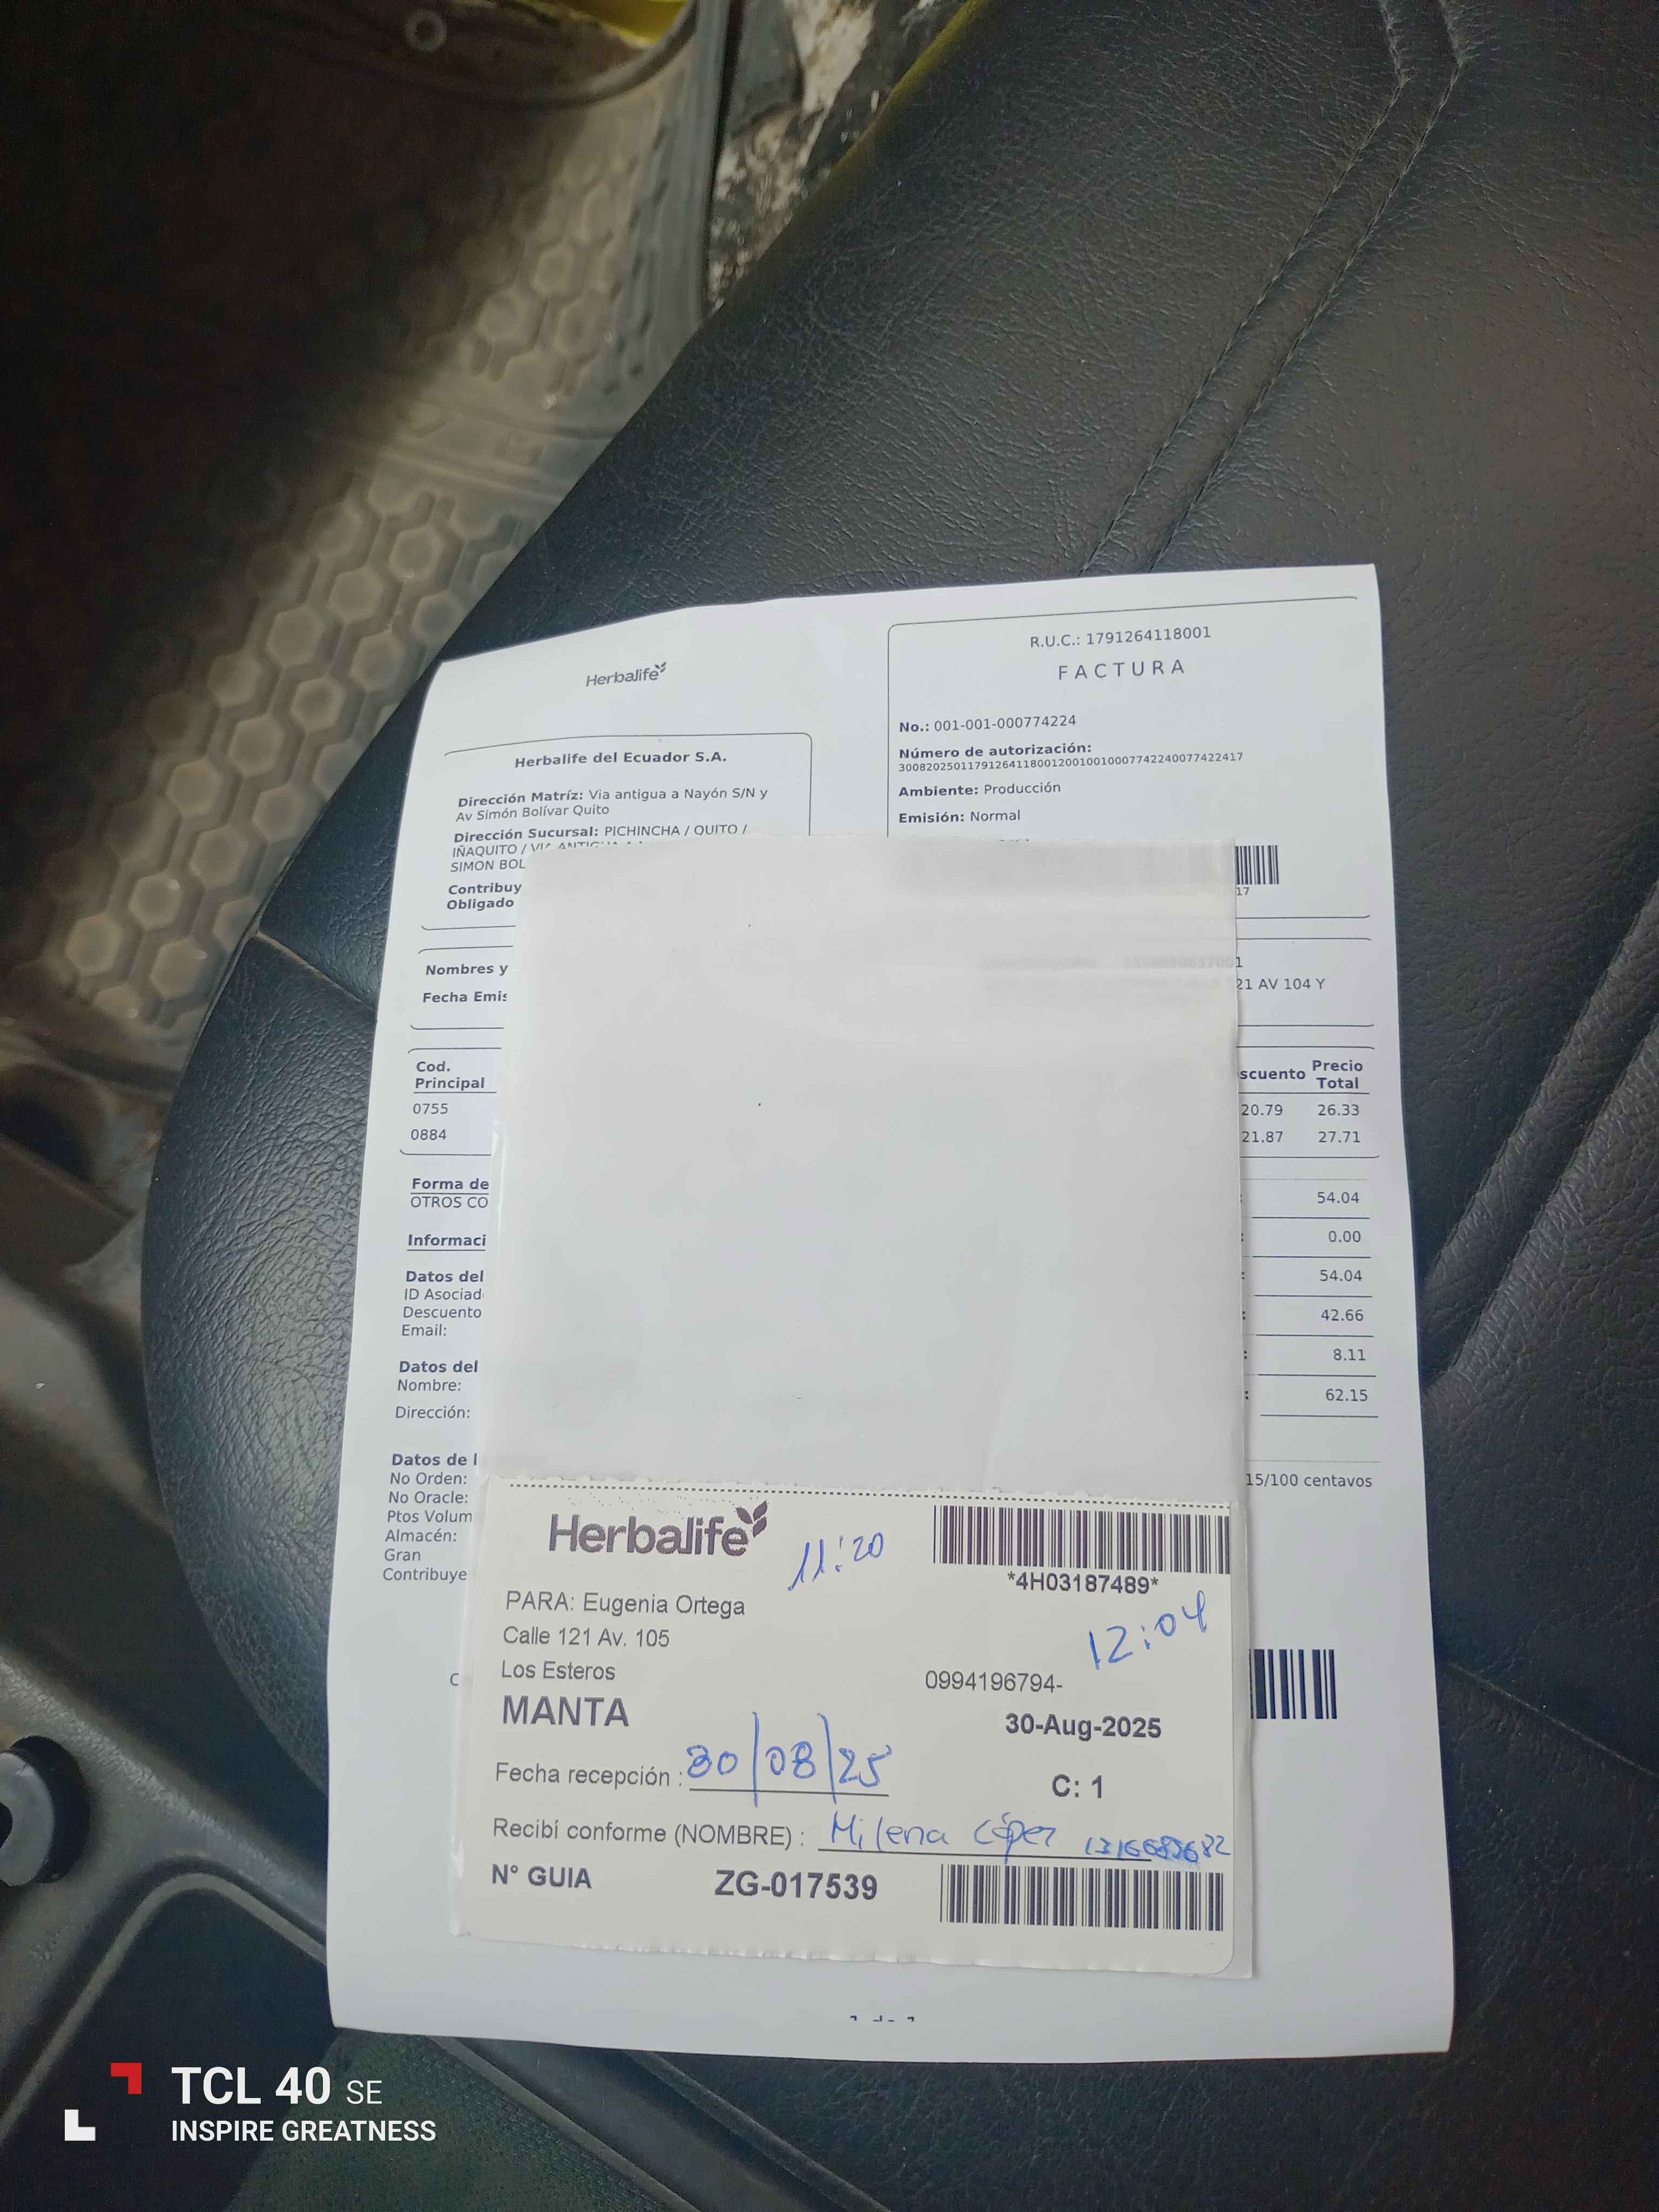 Herbalife
R.U.C.: 1791264118001
FACTURA
No.: 001-001-000774224
Número de autorización:
3008202501179126411800120010010007742240077422417
Ambiente: Producción
Emisión: Normal
17
Herbalife del Ecuador S.A.
Dirección Matríz: Via antigua a Nayón S/N y
Av Simón Bolívar Quito
Dirección Sucursal: PICHINCHA / QUITO /
IÑAQUITO / VIA ANTIGUA A
SIMON BOL
Contribuy
Obligado
Nombres y
Fecha Emis
1
21 AV 104 Y
Cod.
Principal
scuento
Precio
Total
0755 20.79 26.33
0884 21.87 27.71
Forma de
OTROS CO
Informaci
Datos del
ID Asociad
Descuento
Email:
Datos del
Nombre:
Dirección:
Datos de l
No Orden:
No Oracle:
Ptos Volum
Almacén:
Gran
Contribuye
C
54.04
: 0.00
: 54.04
: 42.66
: 8.11
: 62.15
15/100 centavos
Herbalife
11:20
*4H03187489*
12:04
PARA: Eugenia Ortega
Calle 121 Av. 105
Los Esteros
0994196794-
MANTA
30-Aug-2025
Fecha recepción : 30/08/25
C: 1
Recibí conforme (NOMBRE) : Milena López
N° GUIA ZG-017539
TCL 40 SE
INSPIRE GREATNESS